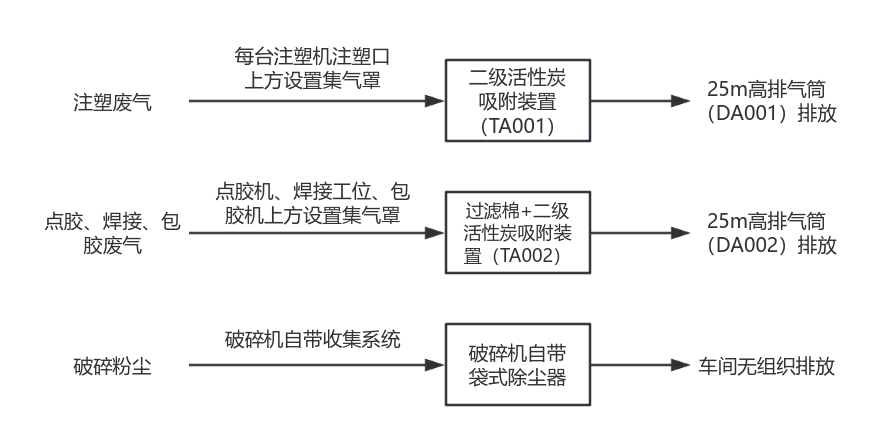 每台注塑机注塑口
上方设置集气罩
注塑废气
二级活性炭
吸附装置
（TA001）
25m高排气筒
（DA001）排放
点胶机、焊接工位、包
胶机上方设置集气罩
点胶、焊接、包
胶废气
过滤棉+二级
活性炭吸附装
置（TA002）
25m高排气筒
（DA002）排放
破碎机自带收集系统
破碎粉尘
破碎机自带
袋式除尘器
车间无组织排放